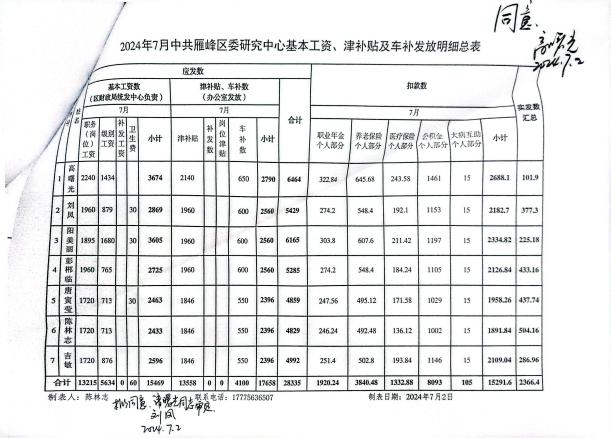 同意
2024.7.2
2024年7月中共雁峰区委研究中心基本工资、津补贴及车补发放明细总表
姓名 应发数 扣款数 实发数汇总
基本工资数（区财政局统发中心负责） 津补贴、车补数（办公室发放） 合计
7月 7月 7月
职务（岗位）工资 级别工资 补发工资 卫生费 小计 津补贴 补发数 岗位津贴 车补数 小计 职业年金个人部分 养老保险个人部分 医疗保险个人部分 公积金个人部分 大病互助个人部分 小计
1 高曙光 2240 1434 3674 2140 650 2790 6464 322.84 645.68 243.58 1461 15 2688.1 101.9
2 刘凤 1960 879 30 2869 1960 600 2560 5429 274.2 548.4 192.1 1153 15 2182.7 377.3
3 阳美丽 1895 1680 30 3605 1960 600 2560 6165 303.8 607.6 211.42 1197 15 2334.82 225.18
4 彭郴临 1960 765 2725 1960 600 2560 5285 274.2 548.4 184.24 1105 15 2126.84 433.16
5 唐寅莹 1720 713 30 2463 1846 550 2396 4859 247.56 495.12 171.58 1029 15 1958.26 437.74
6 陈林志 1720 713 2433 1846 550 2396 4829 246.24 492.48 136.12 1002 15 1891.84 504.16
7 吉敏 1720 876 2596 1846 550 2396 4992 251.4 502.8 193.84 1146 15 2109.04 286.96
合计 13215 5634 0 60 15469 13558 0 0 4100 17658 28335 1920.24 3840.48 1332.88 8093 105 15291.6 2366.4
制表人：陈林志 联系电话：17775636507 制表日期：2024年7月2日
同意，请曙光同志审定
刘凤
2024.7.2